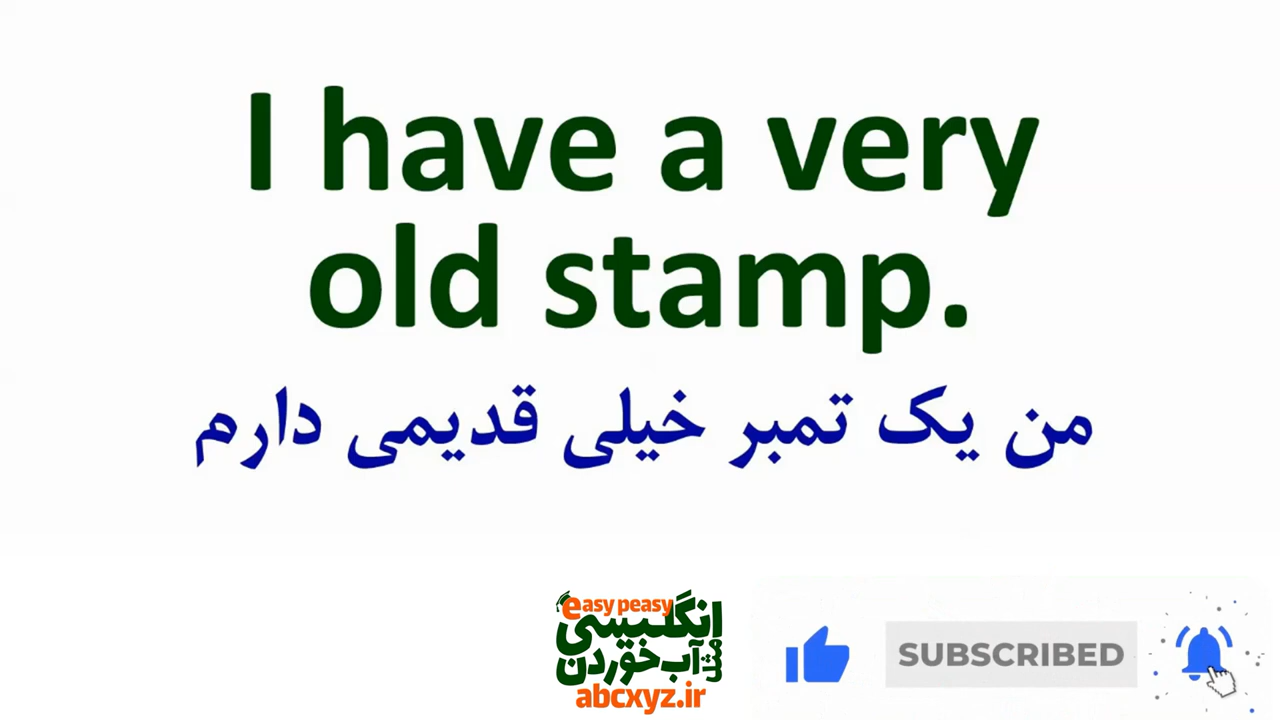 I have a very
old stamp.
من یک تمبر خیلی قدیمی دارم
easy peasy
انگلیسی
مثل
آب خوردن
abcxyz.ir
SUBSCRIBED